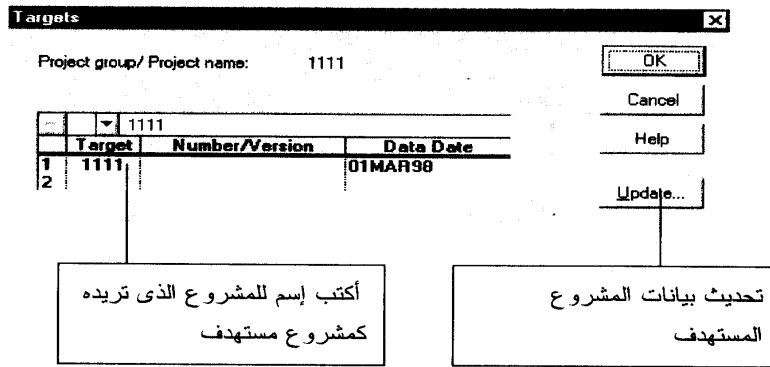 Targets
Project group/ Project name: 1111
OK
Cancel
Help
Update...
1111
Target Number/Version Data Date
1 1111 01MAR98
2
أكتب إسم للمشروع الذى تريده
كمشروع مستهدف
تحديث بيانات المشروع
المستهدف